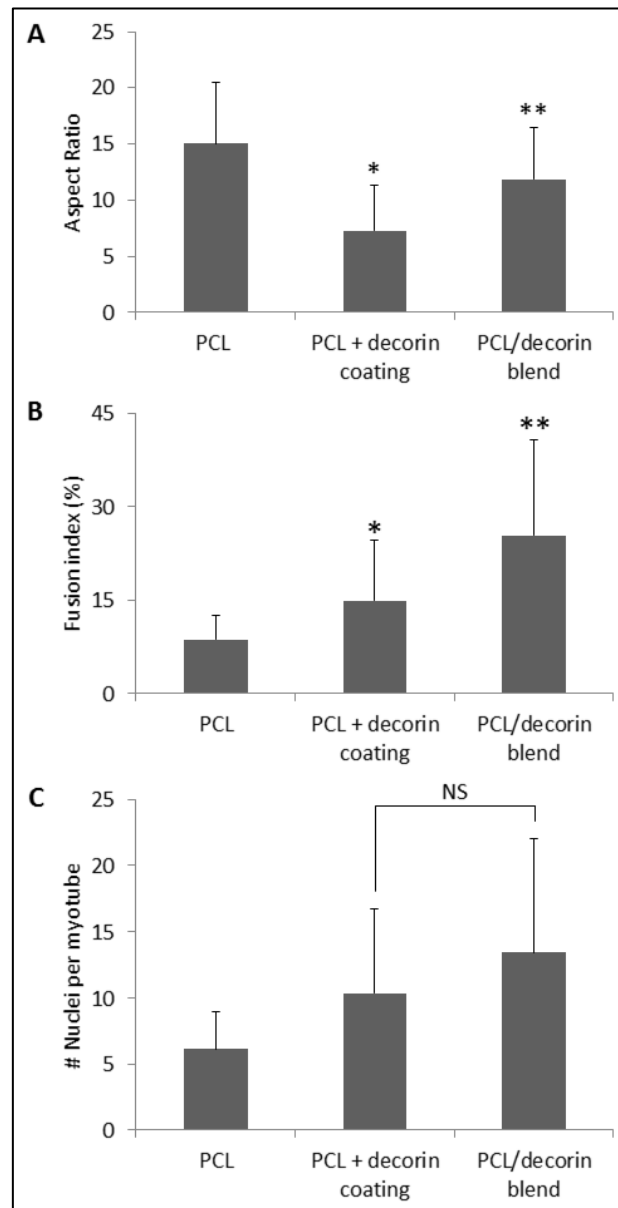 A
Aspect Ratio
25
20
15
10
5
0
*
**
PCL
PCL + decorin
coating
PCL/decorin
blend
B
Fusion index (%)
45
30
15
0
*
**
PCL
PCL + decorin
coating
PCL/decorin
blend
C
# Nuclei per myotube
25
20
15
10
5
0
NS
PCL
PCL + decorin
coating
PCL/decorin
blend